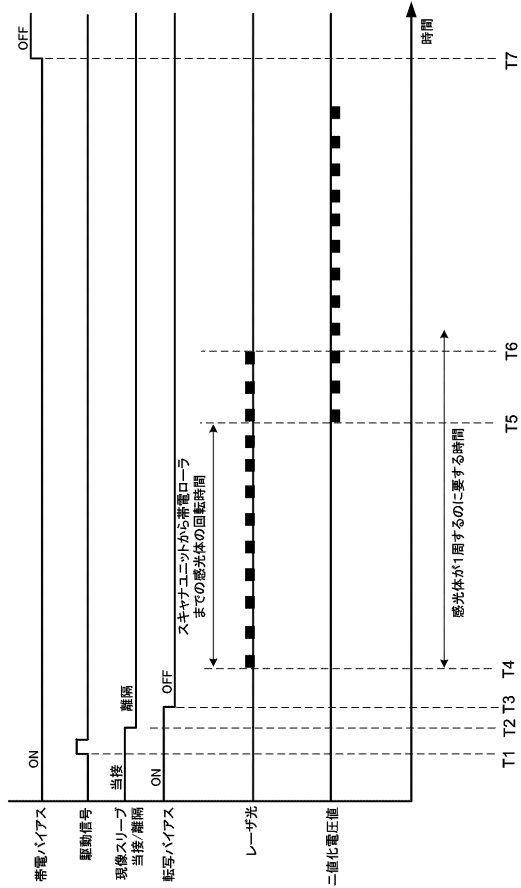 帯電バイアス
ON
OFF
駆動信号
現像スリーブ
当接/離隔
当接
離隔
転写バイアス
ON
OFF
スキャナユニットから帯電ローラ
までの感光体の回転時間
レーザ光
二値化電圧値
感光体が1周するのに要する時間
時間
T1
T2
T3
T4
T5
T6
T7